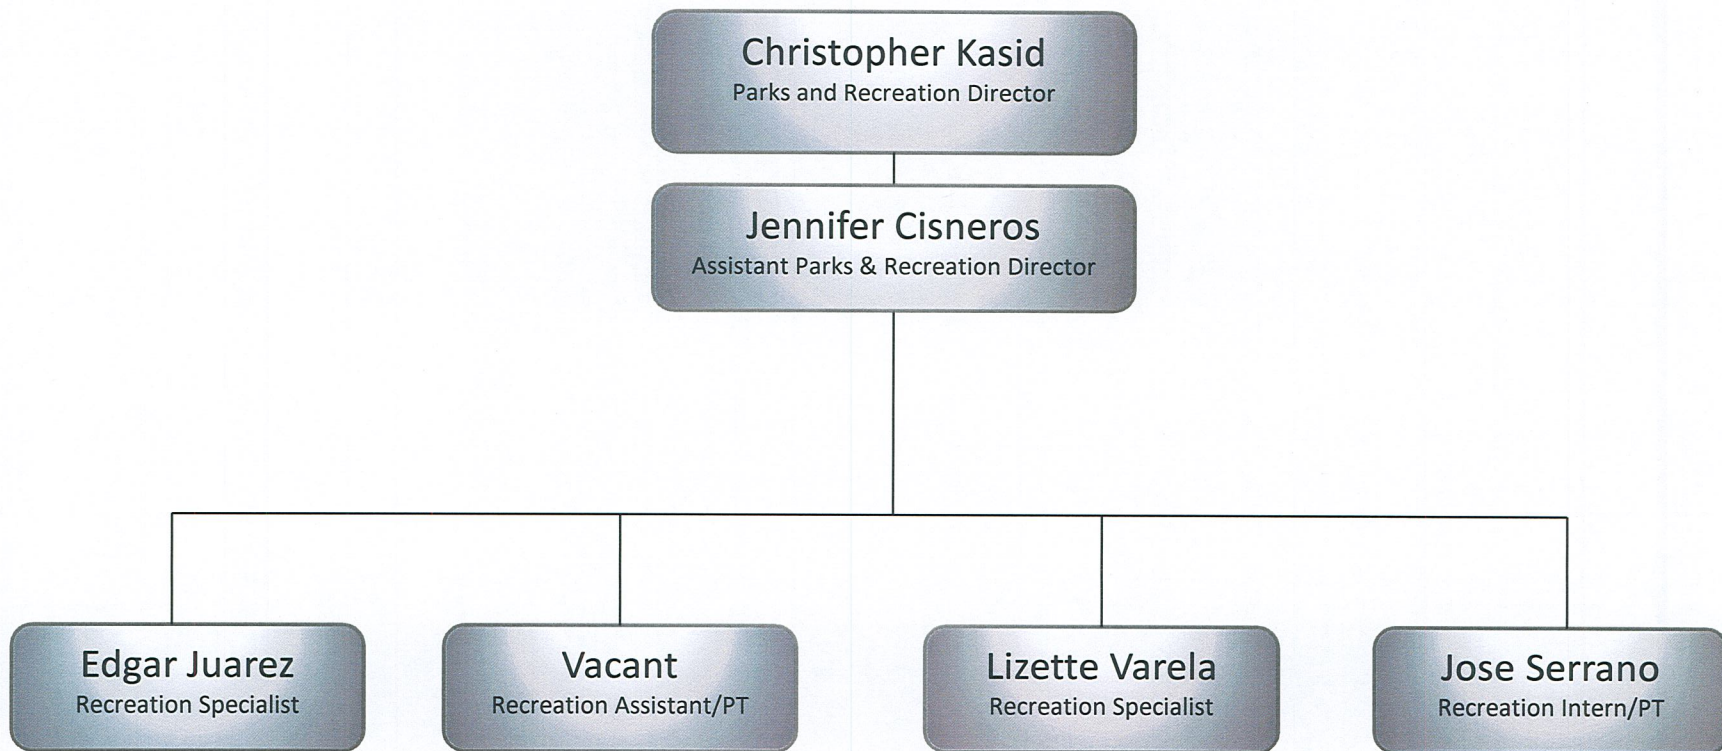 Christopher Kasid
Parks and Recreation Director
Jennifer Cisneros
Assistant Parks & Recreation Director
Edgar Juarez
Recreation Specialist
Vacant
Recreation Assistant/PT
Lizette Varela
Recreation Specialist
Jose Serrano
Recreation Intern/PT